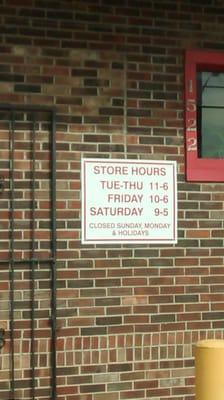 STORE HOURS
TUE-THU 11-6
FRIDAY 10-6
SATURDAY 9-5
CLOSED SUNDAY, MONDAY
& HOLIDAYS
1522